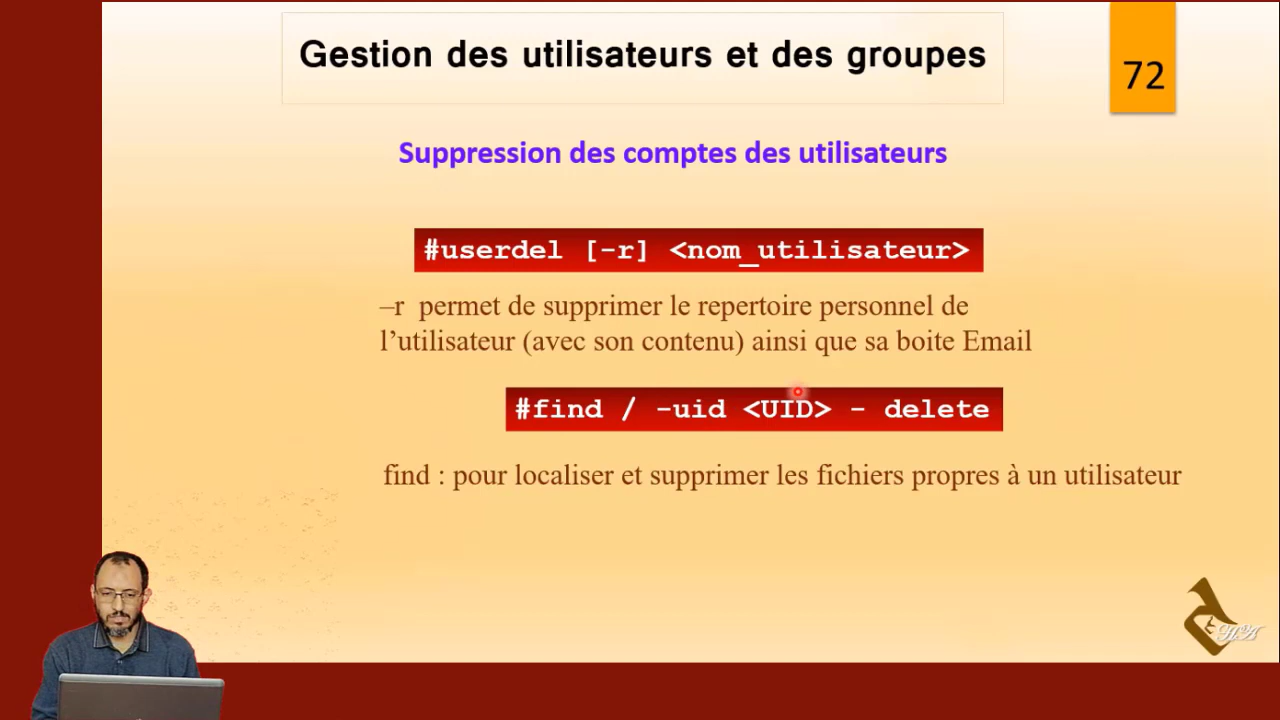 Gestion des utilisateurs et des groupes
72
Suppression des comptes des utilisateurs
#userdel [-r] <nom_utilisateur>
–r permet de supprimer le repertoire personnel de
l’utilisateur (avec son contenu) ainsi que sa boite Email
#find / -uid <UID> - delete
find : pour localiser et supprimer les fichiers propres à un utilisateur